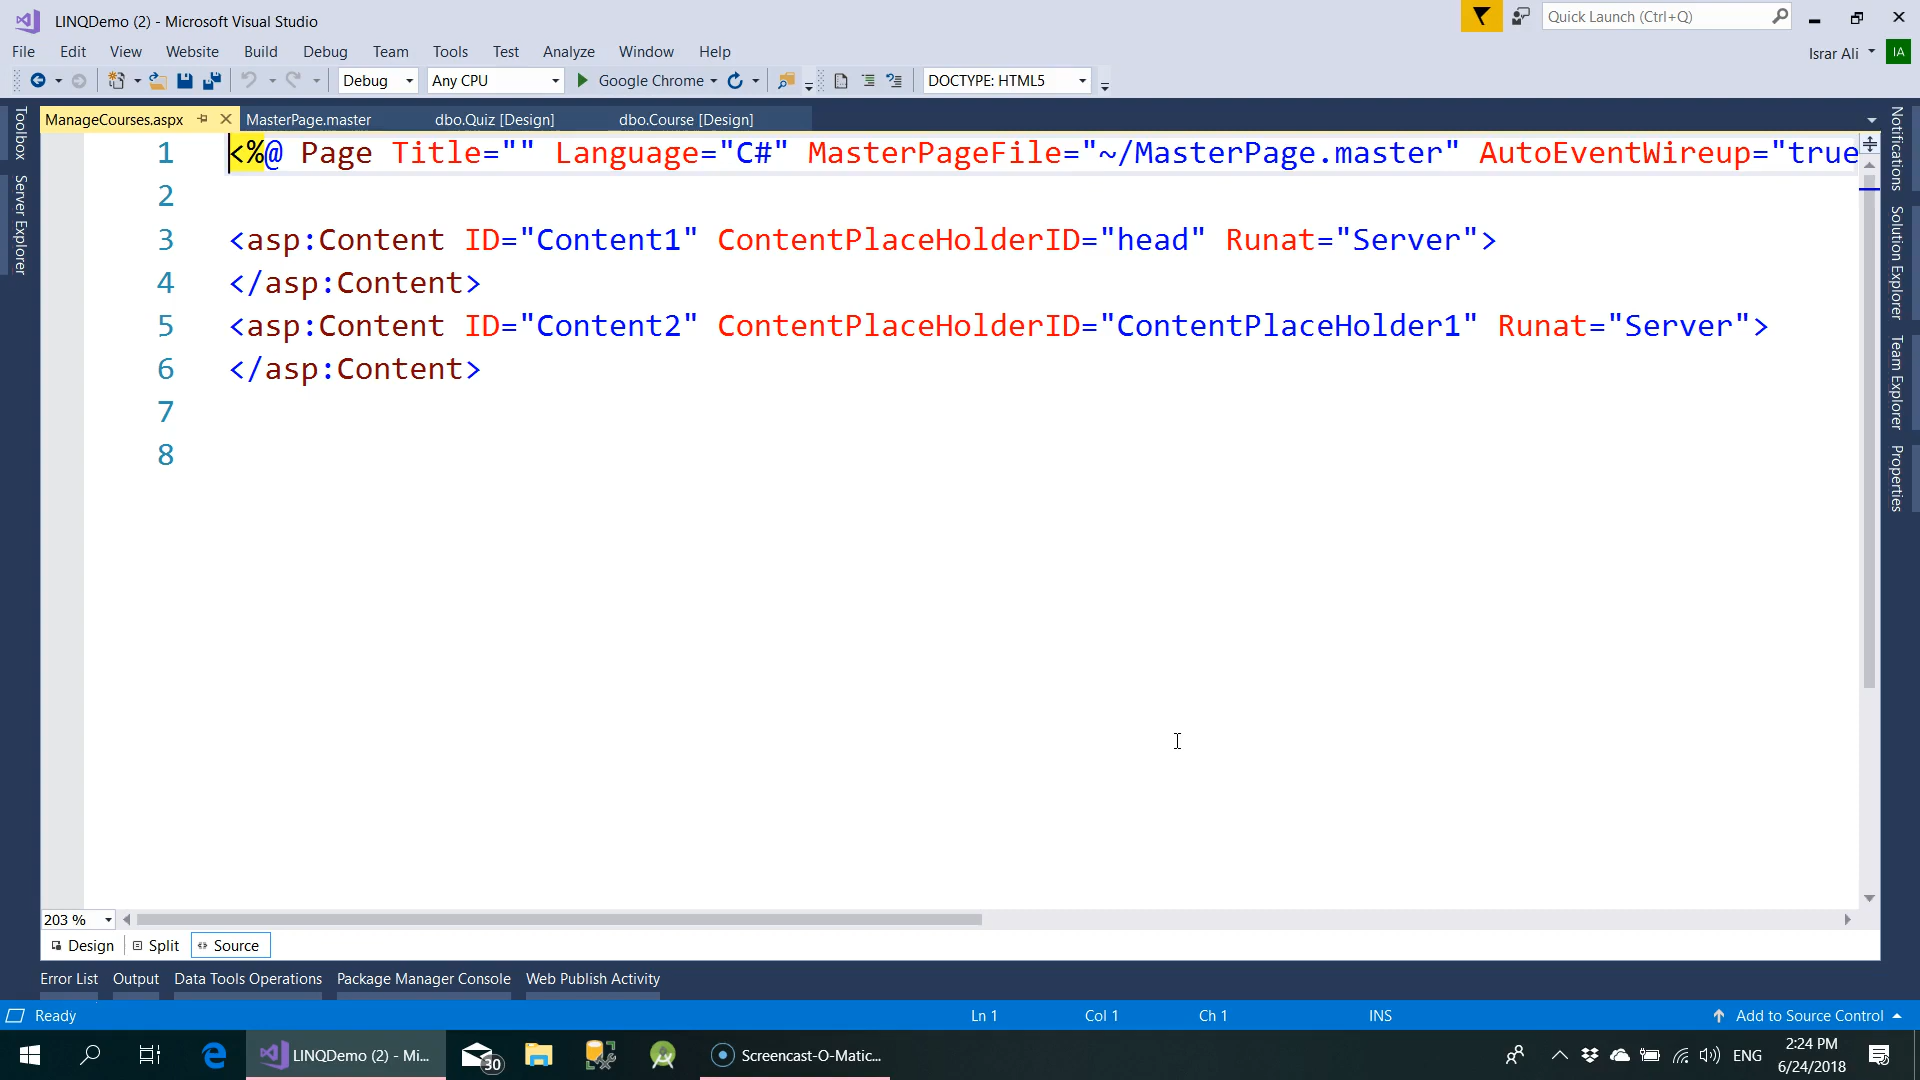 LINQDemo (2) - Microsoft Visual Studio
Quick Launch (Ctrl+Q)
File Edit View Website Build Debug Team Tools Test Analyze Window Help
Israr Ali IA
Debug Any CPU Google Chrome DOCTYPE: HTML5
ManageCourses.aspx MasterPage.master dbo.Quiz [Design] dbo.Course [Design]
Toolbox
Server Explorer
1 <%@ Page Title="" Language="C#" MasterPageFile="~/MasterPage.master" AutoEventWireup="true
2
3 <asp:Content ID="Content1" ContentPlaceHolderID="head" Runat="Server">
4 </asp:Content>
5 <asp:Content ID="Content2" ContentPlaceHolderID="ContentPlaceHolder1" Runat="Server">
6 </asp:Content>
7
8
Notifications
Solution Explorer
Team Explorer
Properties
203 %
Design Split Source
Error List Output Data Tools Operations Package Manager Console Web Publish Activity
Ready Ln 1 Col 1 Ch 1 INS Add to Source Control
LINQDemo (2) - Mi... 30 Screencast-O-Matic... ENG 2:24 PM
6/24/2018